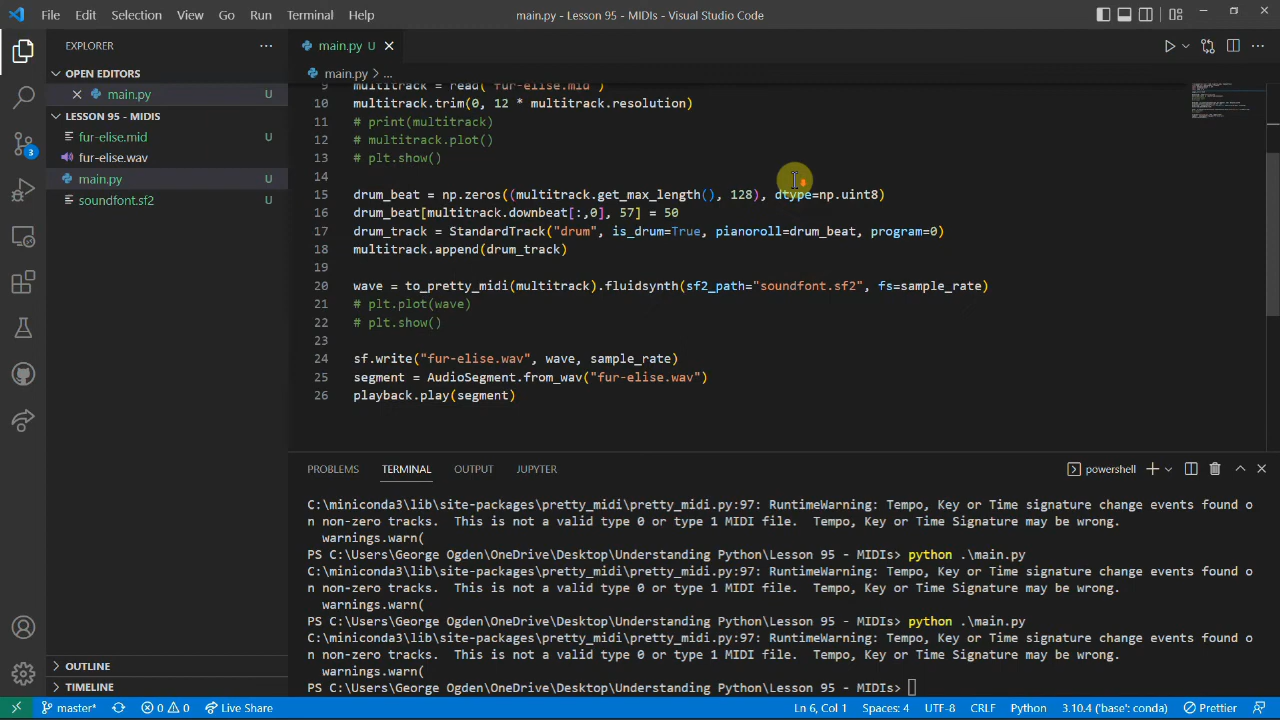 File Edit Selection View Go Run Terminal Help
main.py - Lesson 95 - MIDIs - Visual Studio Code
EXPLORER
OPEN EDITORS
main.py U
LESSON 95 - MIDIS
fur-elise.mid U
fur-elise.wav
main.py U
soundfont.sf2 U
OUTLINE
TIMELINE
main.py U
main.py > ...
9 multitrack = read("fur-elise.mid")
10 multitrack.trim(0, 12 * multitrack.resolution)
11 # print(multitrack)
12 # multitrack.plot()
13 # plt.show()
14
15 drum_beat = np.zeros((multitrack.get_max_length(), 128), dtype=np.uint8)
16 drum_beat[multitrack.downbeat[:,0], 57] = 50
17 drum_track = StandardTrack("drum", is_drum=True, pianoroll=drum_beat, program=0)
18 multitrack.append(drum_track)
19
20 wave = to_pretty_midi(multitrack).fluidsynth(sf2_path="soundfont.sf2", fs=sample_rate)
21 # plt.plot(wave)
22 # plt.show()
23
24 sf.write("fur-elise.wav", wave, sample_rate)
25 segment = AudioSegment.from_wav("fur-elise.wav")
26 playback.play(segment)
PROBLEMS TERMINAL OUTPUT JUPYTER
powershell
C:\miniconda3\lib\site-packages\pretty_midi\pretty_midi.py:97: RuntimeWarning: Tempo, Key or Time signature change events found o
n non-zero tracks.  This is not a valid type 0 or type 1 MIDI file.  Tempo, Key or Time Signature may be wrong.
warnings.warn(
PS C:\Users\George Ogden\OneDrive\Desktop\Understanding Python\Lesson 95 - MIDIs> python .\main.py
C:\miniconda3\lib\site-packages\pretty_midi\pretty_midi.py:97: RuntimeWarning: Tempo, Key or Time signature change events found o
n non-zero tracks.  This is not a valid type 0 or type 1 MIDI file.  Tempo, Key or Time Signature may be wrong.
warnings.warn(
PS C:\Users\George Ogden\OneDrive\Desktop\Understanding Python\Lesson 95 - MIDIs> python .\main.py
C:\miniconda3\lib\site-packages\pretty_midi\pretty_midi.py:97: RuntimeWarning: Tempo, Key or Time signature change events found o
n non-zero tracks.  This is not a valid type 0 or type 1 MIDI file.  Tempo, Key or Time Signature may be wrong.
warnings.warn(
PS C:\Users\George Ogden\OneDrive\Desktop\Understanding Python\Lesson 95 - MIDIs>
3
master* 0 0 Live Share Ln 6, Col 1 Spaces: 4 UTF-8 CRLF Python 3.10.4 ('base': conda) Prettier